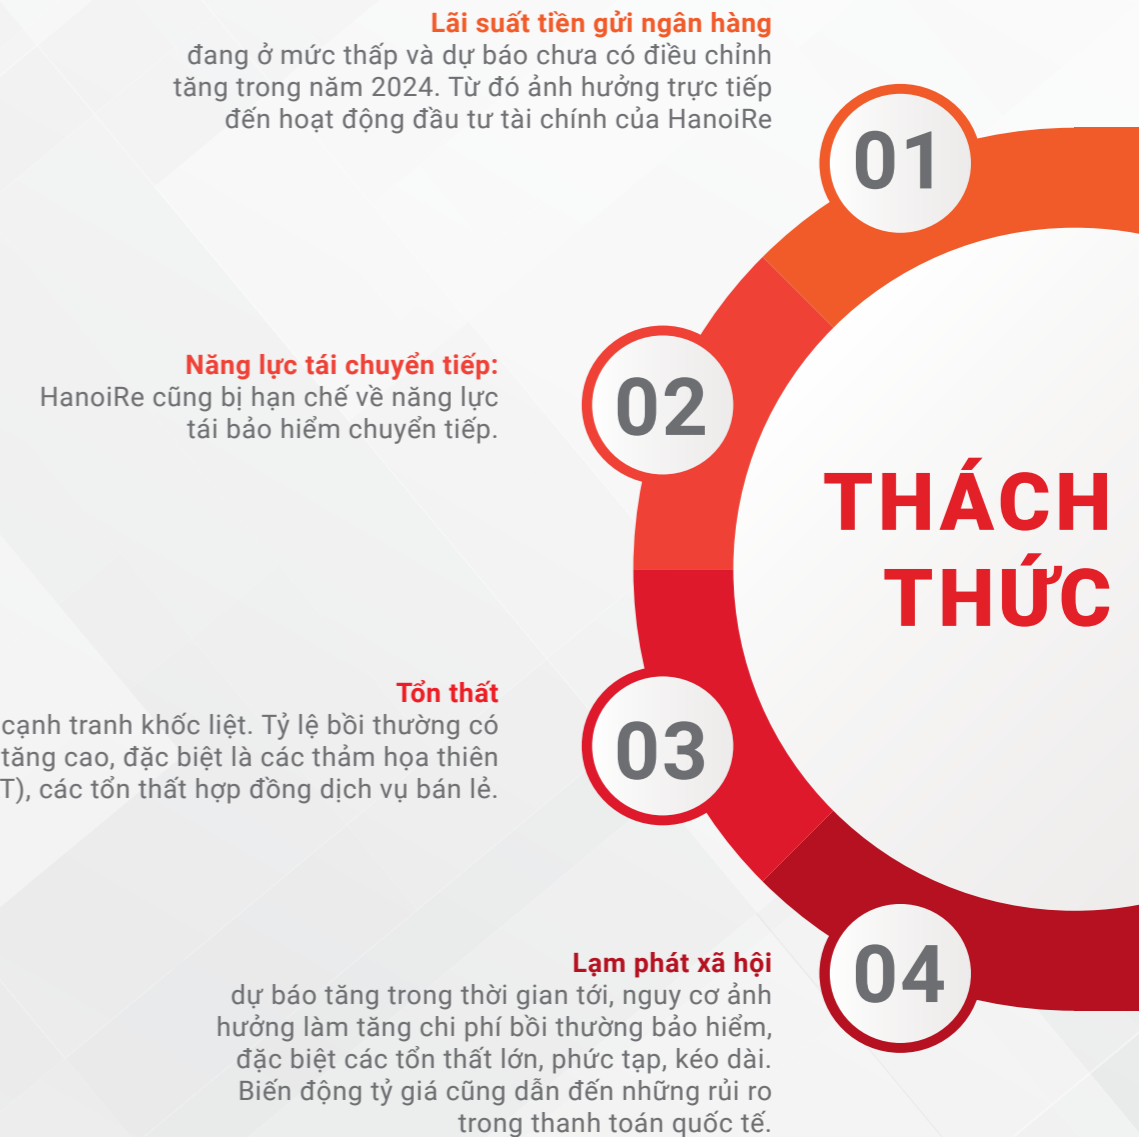 Lãi suất tiền gửi ngân hàng
đang ở mức thấp và dự báo chưa có điều chỉnh
tăng trong năm 2024. Từ đó ảnh hưởng trực tiếp
đến hoạt động đầu tư tài chính của HanoiRe
01
Năng lực tái chuyển tiếp:
HanoiRe cũng bị hạn chế về năng lực
tái bảo hiểm chuyển tiếp.
02
THÁCH
THỨC
Tổn thất
cạnh tranh khốc liệt. Tỷ lệ bồi thường có
tăng cao, đặc biệt là các thảm họa thiên
T), các tổn thất hợp đồng dịch vụ bán lẻ.
03
Lạm phát xã hội
dự báo tăng trong thời gian tới, nguy cơ ảnh
hưởng làm tăng chi phí bồi thường bảo hiểm,
đặc biệt các tổn thất lớn, phức tạp, kéo dài.
Biến động tỷ giá cũng dẫn đến những rủi ro
trong thanh toán quốc tế.
04